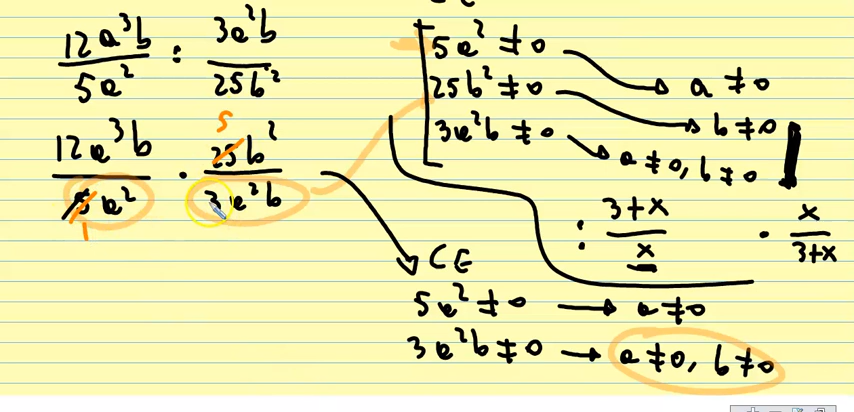 12a³b / 5a² : 3a²b / 25b²
12a³b / 5a² · 25b² / 3a²b
5
1
5a² ≠ 0 → a ≠ 0
25b² ≠ 0 → b ≠ 0
3a²b ≠ 0 → a ≠ 0, b ≠ 0
: 3+x / x · x / 3+x
CE
5a² ≠ 0 → a ≠ 0
3a²b ≠ 0 → a ≠ 0, b ≠ 0